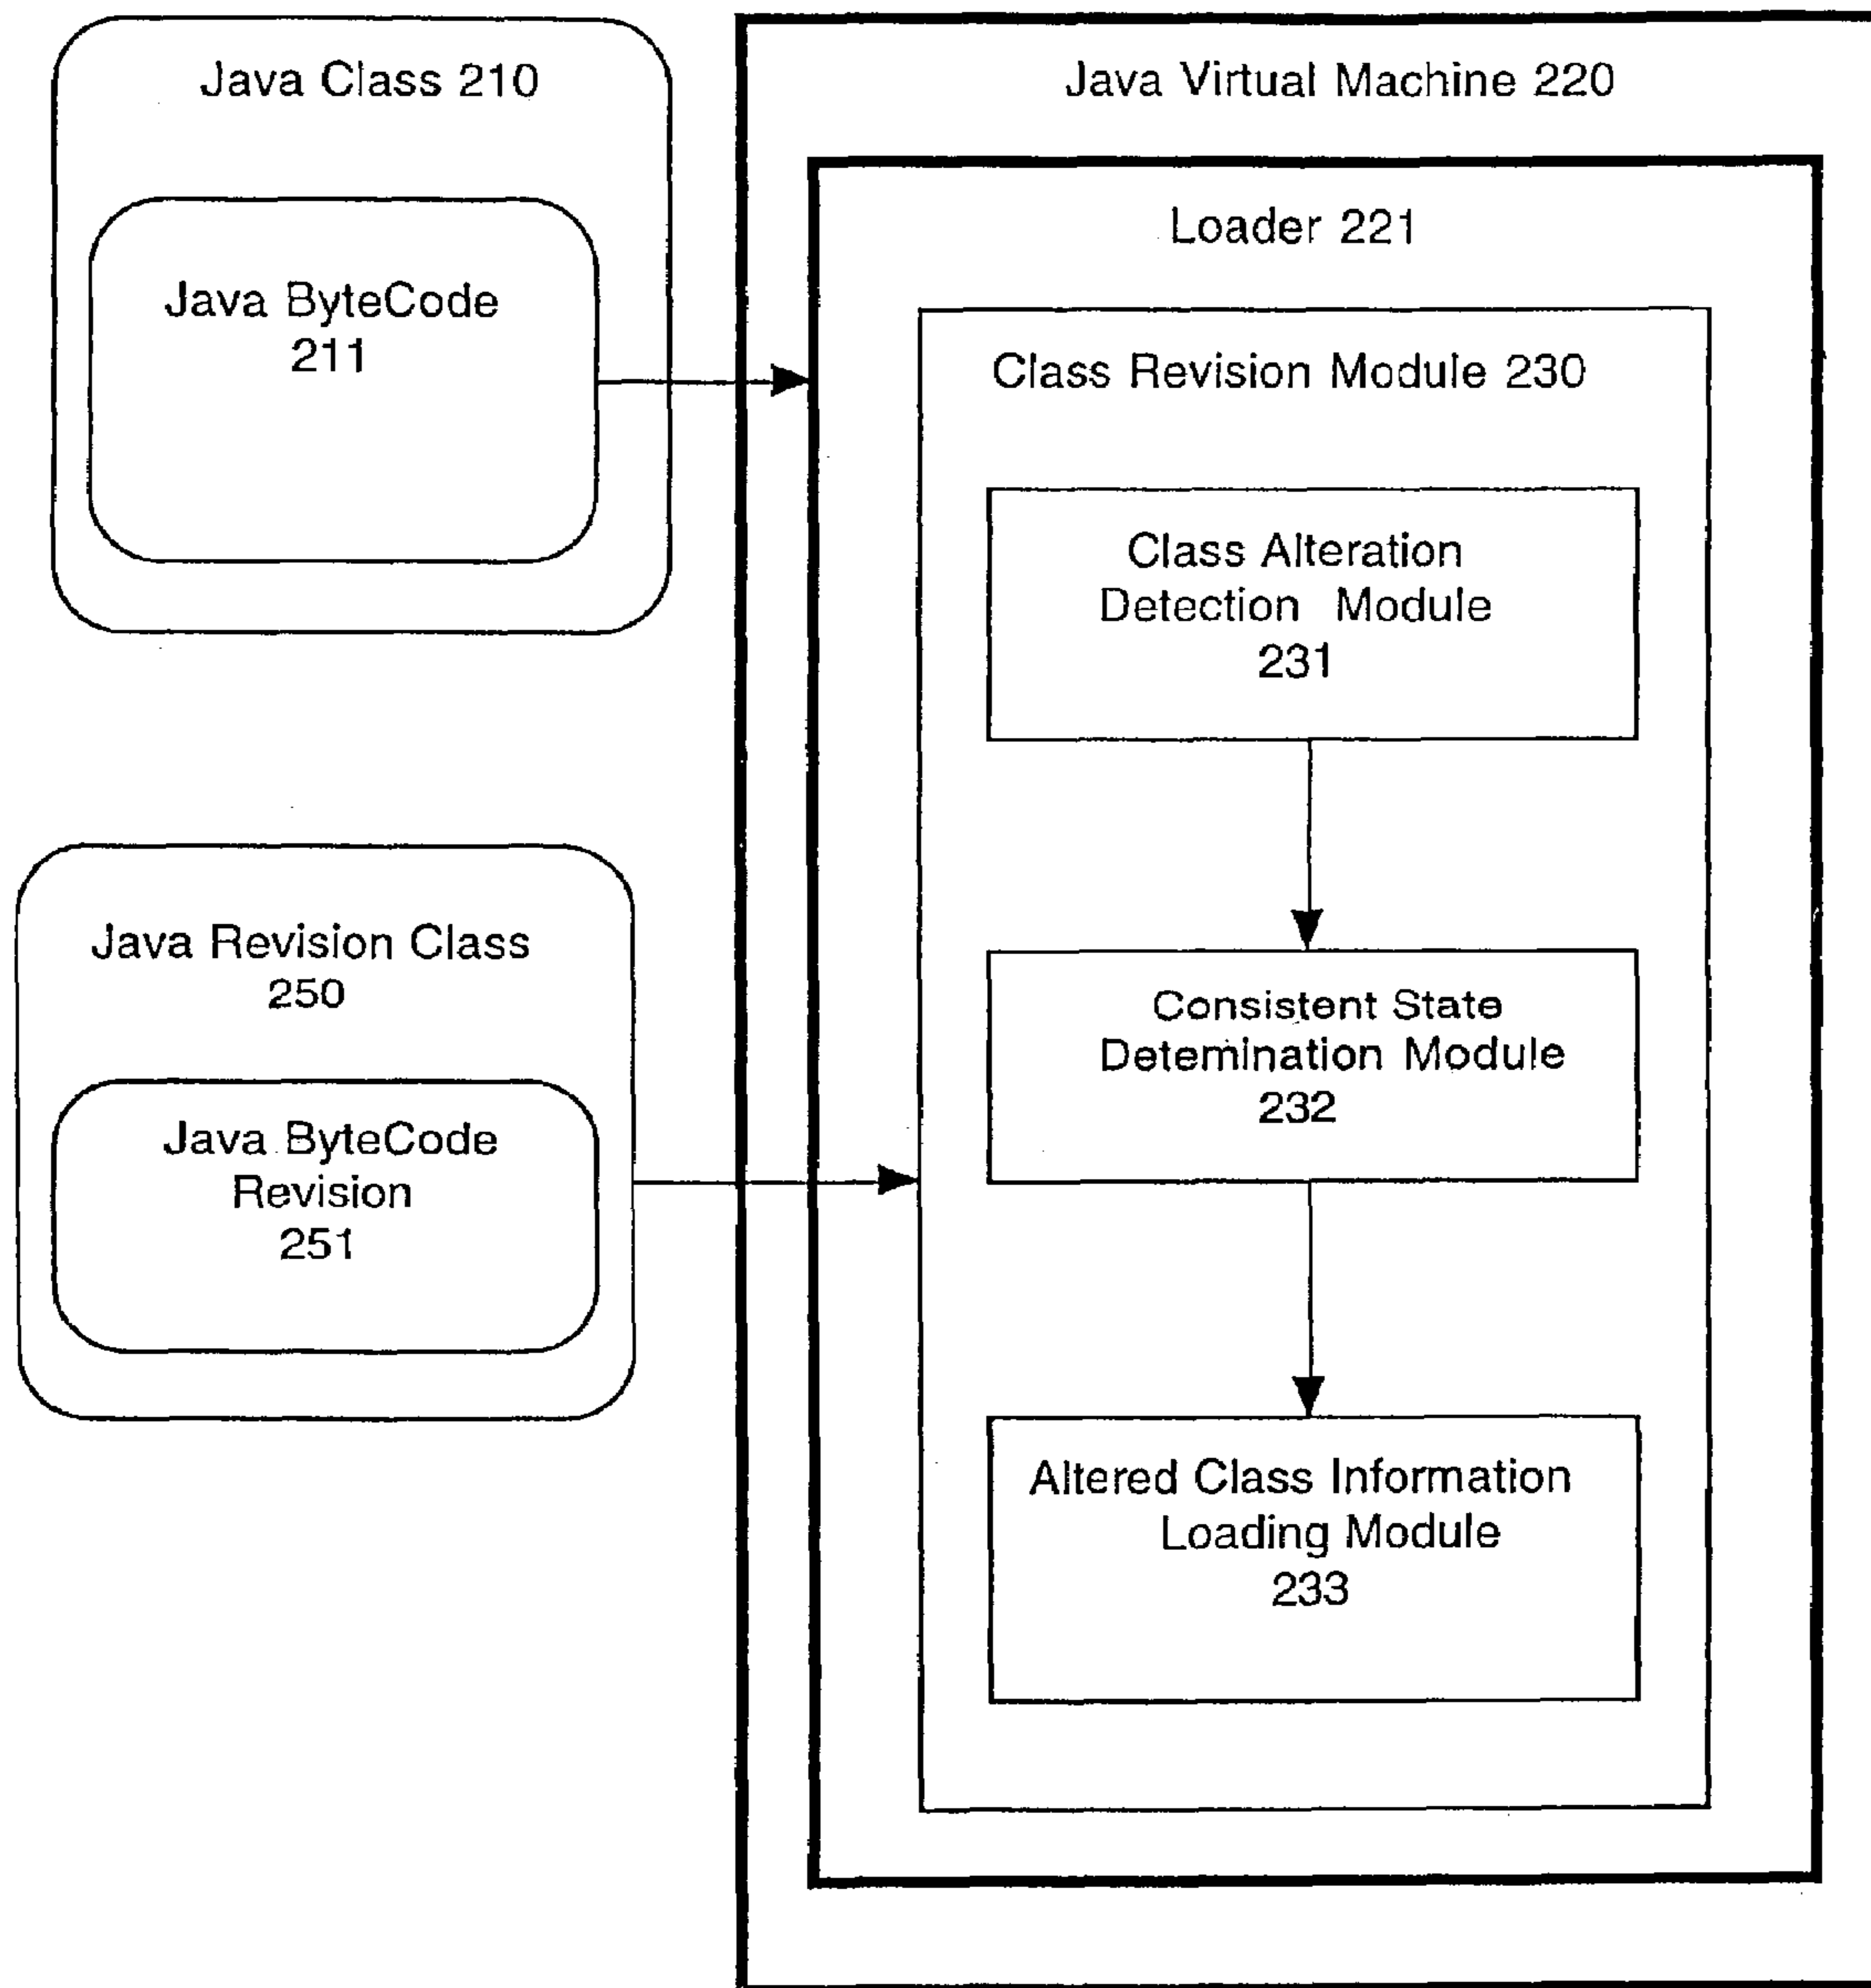 Java Class 210
Java ByteCode
211
Java Revision Class
250
Java ByteCode
Revision
251
Java Virtual Machine 220
Loader 221
Class Revision Module 230
Class Alteration
Detection Module
231
Consistent State
Detemination Module
232
Altered Class Information
Loading Module
233